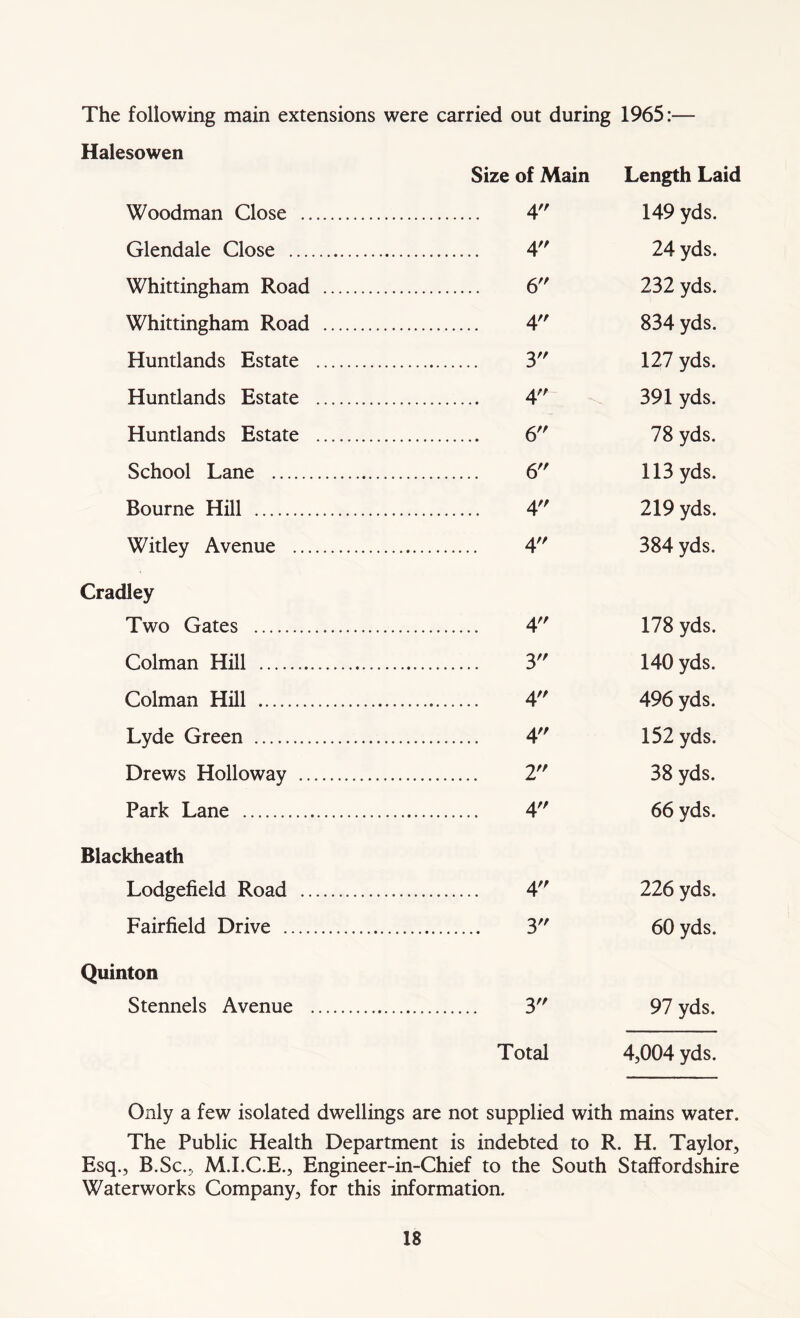 The following main extensions were carried out during 1965:—
Halesowen
Size of Main Length Laid
Woodman Close ........................ 4″ 149 yds.
Glendale Close ........................ 4″ 24 yds.
Whittingham Road ........................ 6″ 232 yds.
Whittingham Road ........................ 4″ 834 yds.
Huntlands Estate ........................ 3″ 127 yds.
Huntlands Estate ........................ 4″ 391 yds.
Huntlands Estate ........................ 6″ 78 yds.
School Lane ........................ 6″ 113 yds.
Bourne Hill ........................ 4″ 219 yds.
Witley Avenue ........................ 4″ 384 yds.
Cradley
Two Gates ........................ 4″ 178 yds.
Colman Hill ........................ 3″ 140 yds.
Colman Hill ........................ 4″ 496 yds.
Lyde Green ........................ 4″ 152 yds.
Drews Holloway ........................ 2″ 38 yds.
Park Lane ........................ 4″ 66 yds.
Blackheath
Lodgefield Road ........................ 4″ 226 yds.
Fairfield Drive ........................ 3″ 60 yds.
Quinton
Stennels Avenue ........................ 3″ 97 yds.
Total 4,004 yds.
Only a few isolated dwellings are not supplied with mains water.
The Public Health Department is indebted to R. H. Taylor,
Esq., B.Sc., M.I.C.E., Engineer-in-Chief to the South Staffordshire
Waterworks Company, for this information.
18